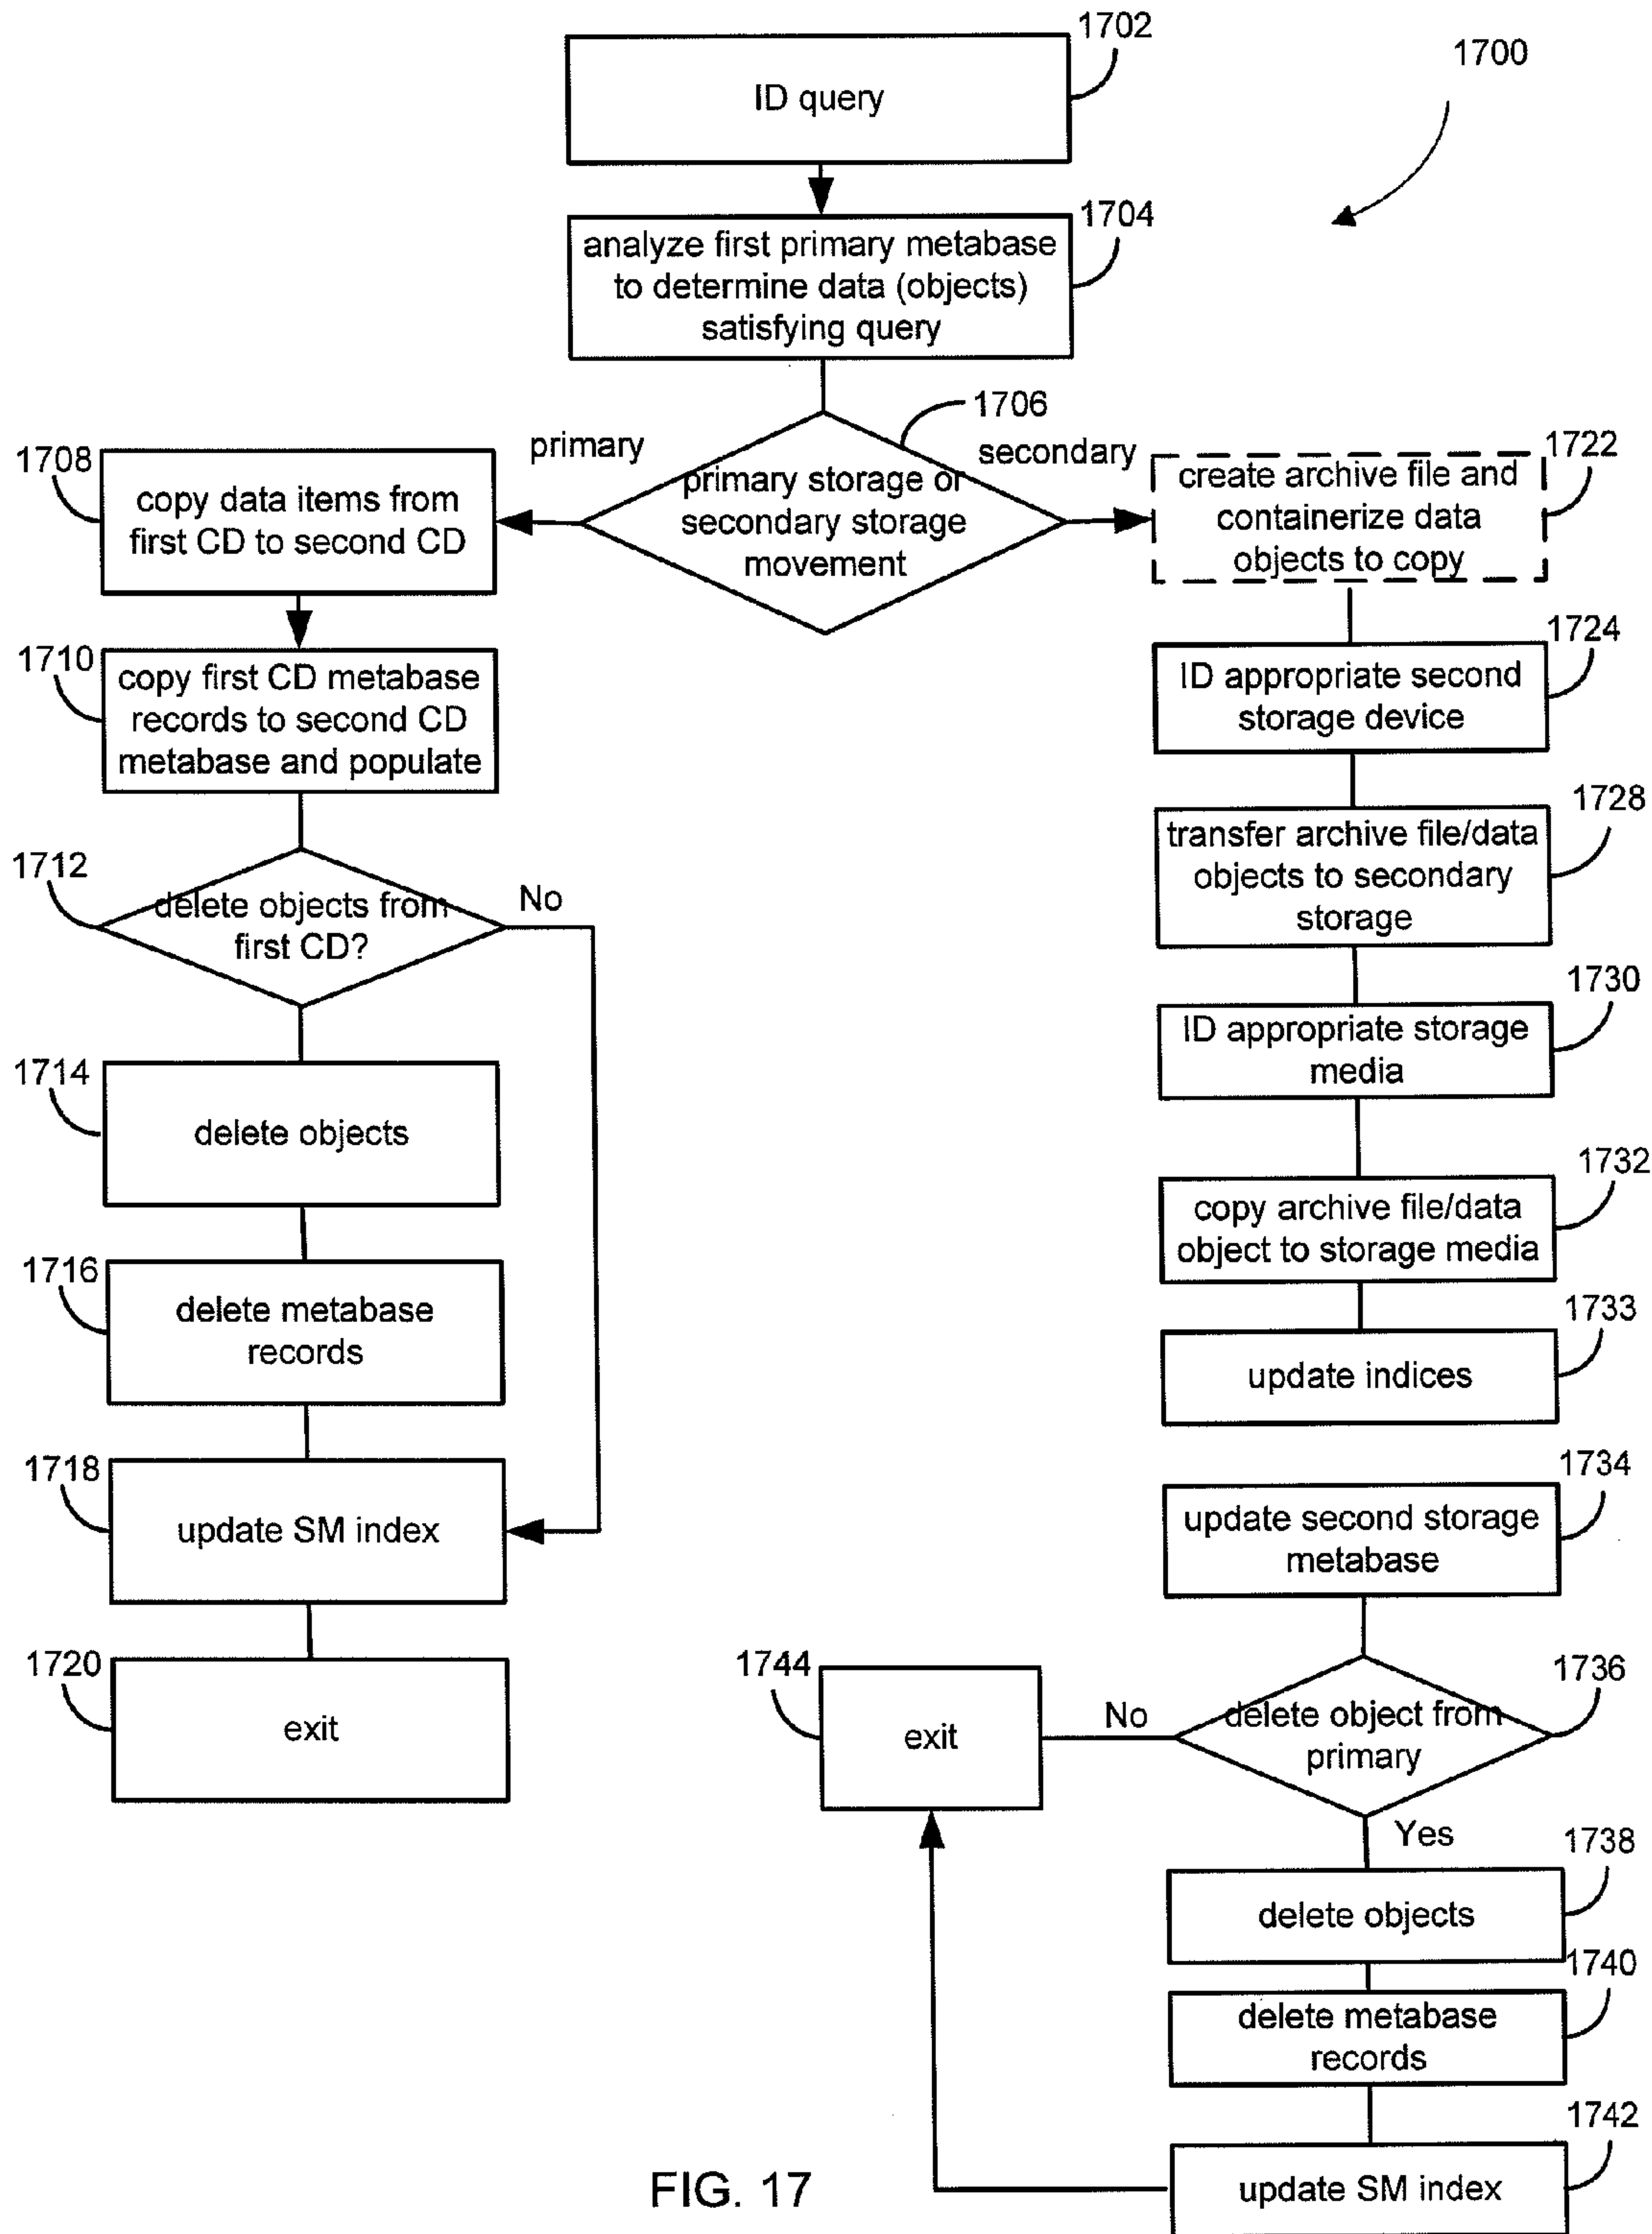 1702
1700
ID query
1704
analyze first primary metabase
to determine data (objects)
satisfying query
1706
primary
secondary
primary storage or
secondary storage
movement
1708
copy data items from
first CD to second CD
1722
create archive file and
containerize data
objects to copy
1710
copy first CD metabase
records to second CD
metabase and populate
1724
ID appropriate second
storage device
1712
delete objects from
first CD?
No
1728
transfer archive file/data
objects to secondary
storage
1730
ID appropriate storage
media
1714
delete objects
1732
copy archive file/data
object to storage media
1716
delete metabase
records
1733
update indices
1718
update SM index
1734
update second storage
metabase
1720
exit
1744
exit
No
1736
delete object from
primary
Yes
1738
delete objects
1740
delete metabase
records
1742
update SM index
FIG. 17